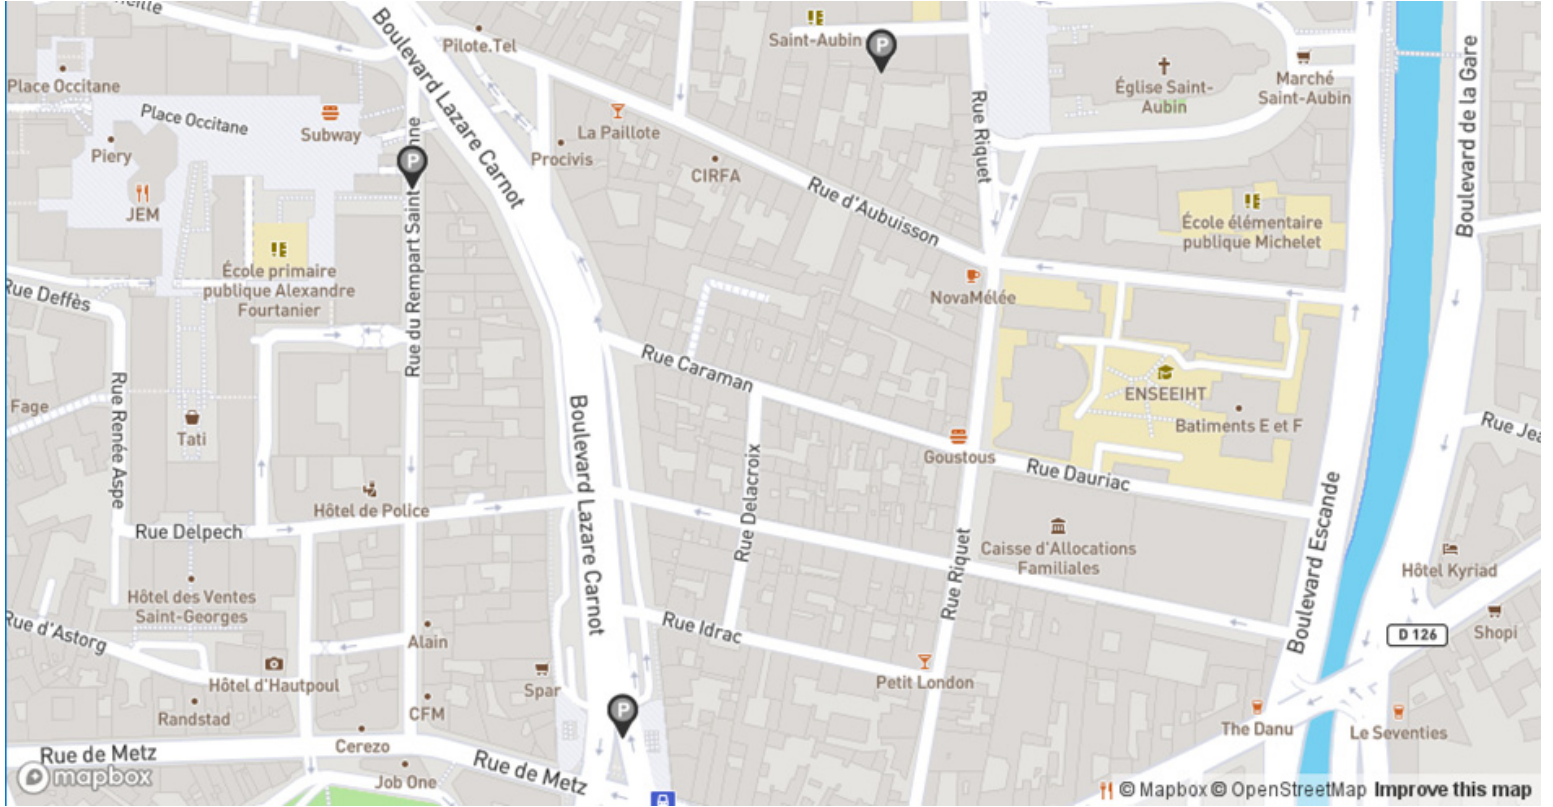 eille
Pilote.Tel
Saint-Aubin
P
Boulevard Lazare Carnot
Boulevard de la Gare
Place Occitane
Place Occitane
Subway
Piery
JEM
La Paillote
Procivis
CIRFA
Rue Riquet
Église Saint-
Aubin
Marché
Saint-Aubin
P
Rue du Rempart Saint
nne
Rue d'Aubuisson
École élémentaire
publique Michelet
École primaire
publique Alexandre
Fourtanier
Rue Deffès
NovaMélée
Rue Caraman
ENSEEIHT
Batiments E et F
Fage
Tati
Rue Renée Aspe
Goustous
Rue Dauriac
Rue Jea
Hôtel de Police
Rue Delpech
Boulevard Lazare Carnot
Rue Delacroix
Rue Riquet
Caisse d'Allocations
Familiales
Boulevard Escande
Hôtel Kyriad
Hôtel des Ventes
Saint-Georges
Rue d'Astorg
Alain
Rue Idrac
D 126
Shopi
Hôtel d'Hautpoul
Spar
Petit London
Randstad
CFM
P
The Danu
Le Seventies
Rue de Metz
Cerezo
Rue de Metz
Job One
mapbox
© Mapbox © OpenStreetMap Improve this map